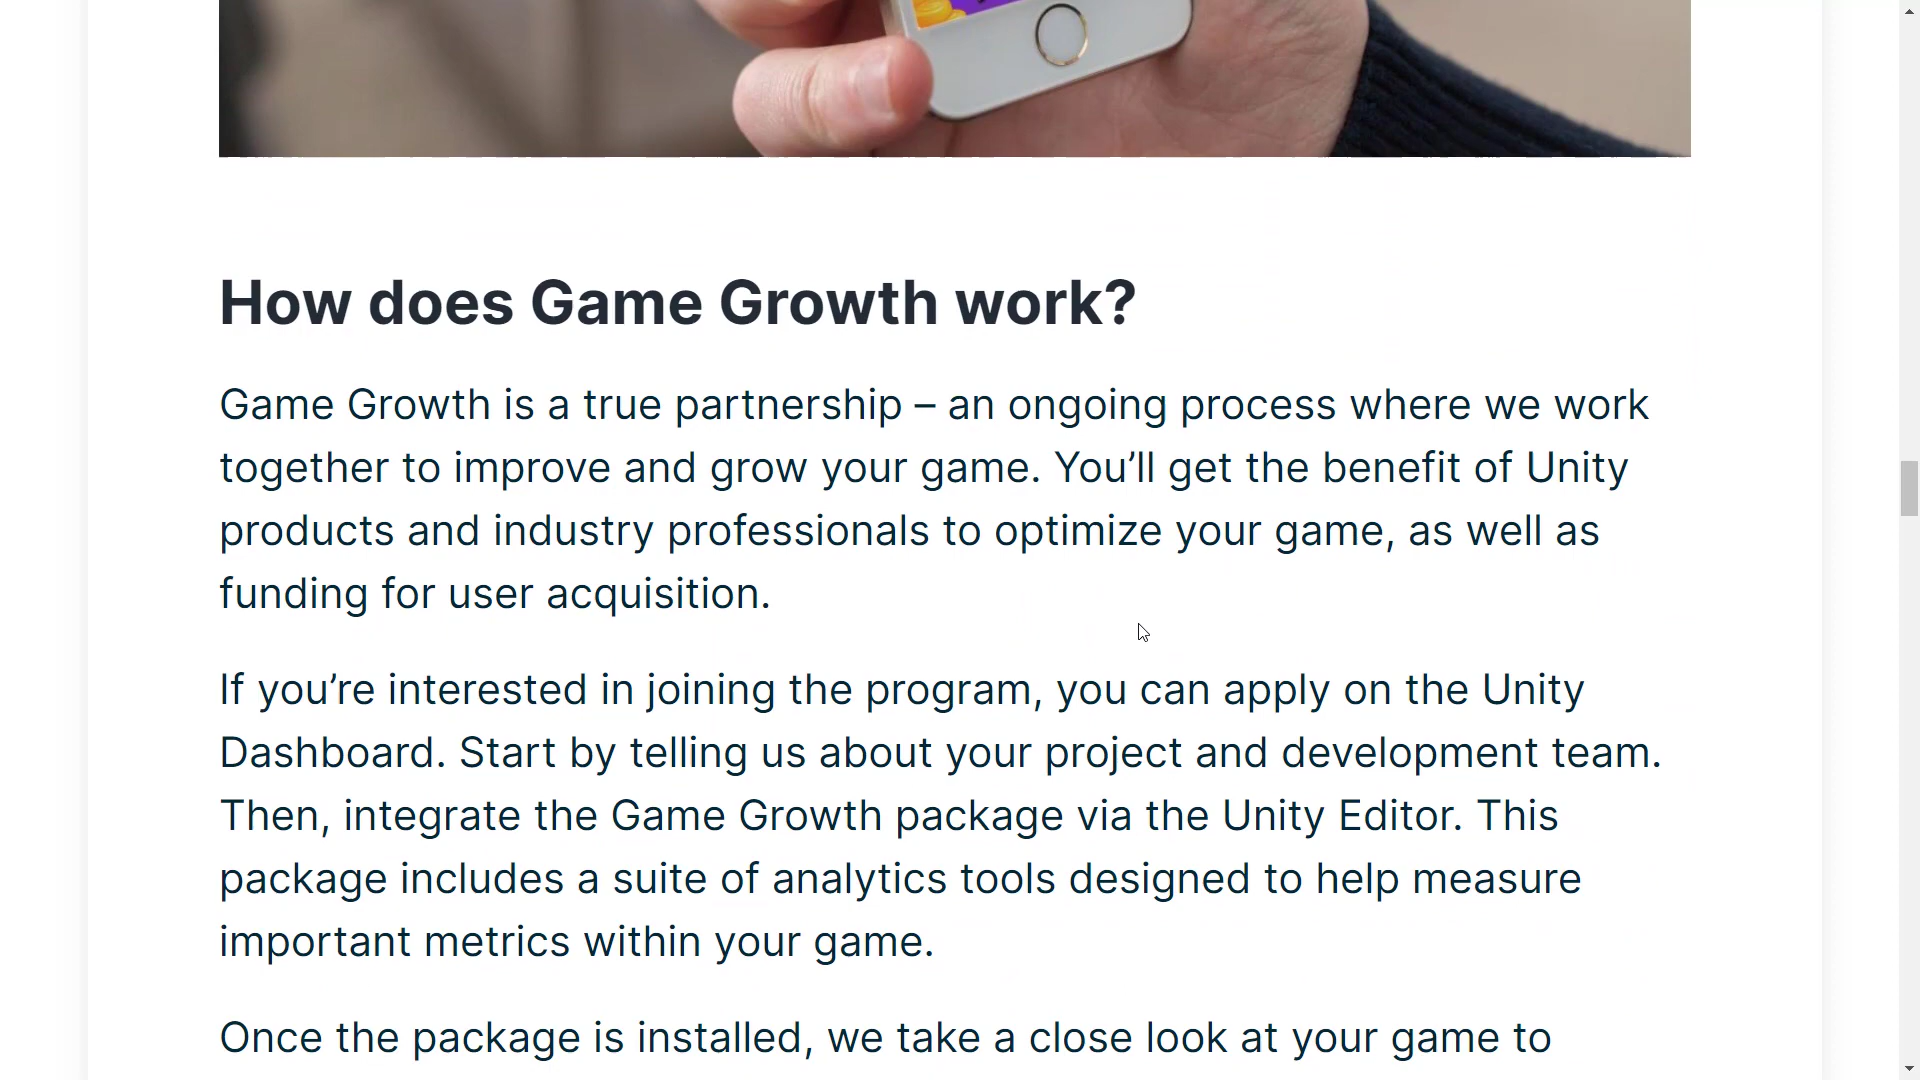 How does Game Growth work?
Game Growth is a true partnership – an ongoing process where we work
together to improve and grow your game. You’ll get the benefit of Unity
products and industry professionals to optimize your game, as well as
funding for user acquisition.
If you’re interested in joining the program, you can apply on the Unity
Dashboard. Start by telling us about your project and development team.
Then, integrate the Game Growth package via the Unity Editor. This
package includes a suite of analytics tools designed to help measure
important metrics within your game.
Once the package is installed, we take a close look at your game to